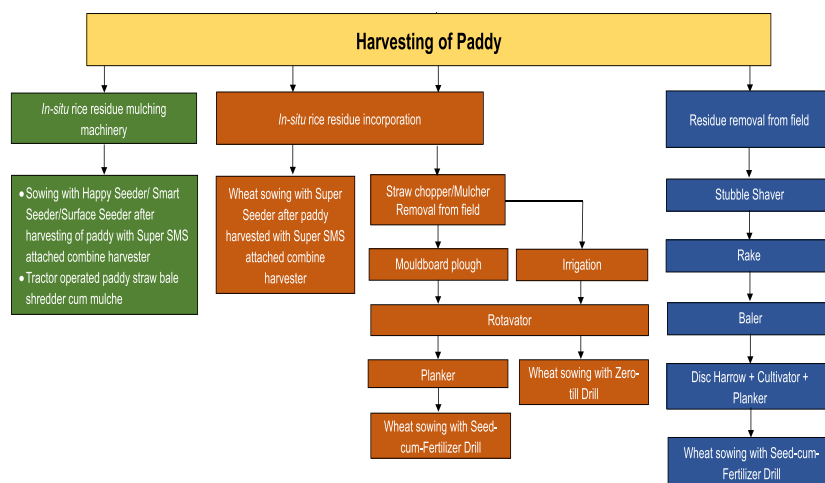 Harvesting of Paddy
In-situ rice residue mulching
machinery
In-situ rice residue incorporation
Residue removal from field
• Sowing with Happy Seeder/ Smart
Seeder/Surface Seeder after
harvesting of paddy with Super SMS
attached combine harvester
• Tractor operated paddy straw bale
shredder cum mulche
Wheat sowing with Super
Seeder after paddy
harvested with Super SMS
attached combine
harvester
Straw chopper/Mulcher
Removal from field
Mouldboard plough
Irrigation
Rotavator
Planker
Wheat sowing with Zero-
till Drill
Wheat sowing with Seed-
cum-Fertilizer Drill
Stubble Shaver
Rake
Baler
Disc Harrow + Cultivator +
Planker
Wheat sowing with Seed-cum-
Fertilizer Drill